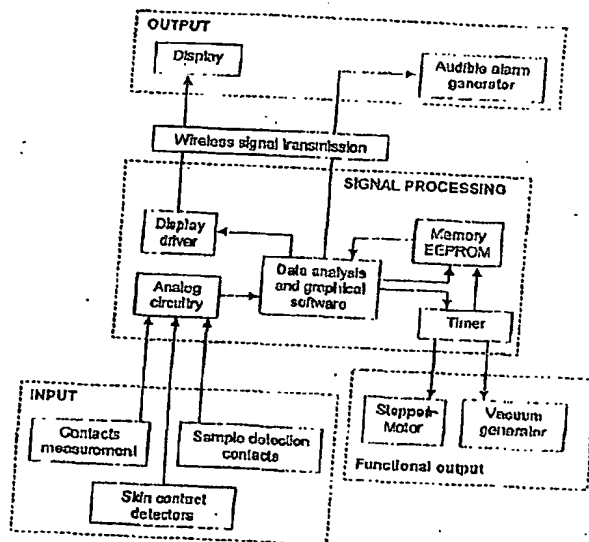 OUTPUT
Display
Audible alarm
generator
Wireless signal transmission
SIGNAL PROCESSING
Display
driver
Memory
EEPROM
Data analysis
and graphical
software
Analog
circuitry
Timer
INPUT
Contacts
measurement
Sample detection
contacts
Skin contact
detectors
Stepper
Motor
Vacuum
generator
Functional output